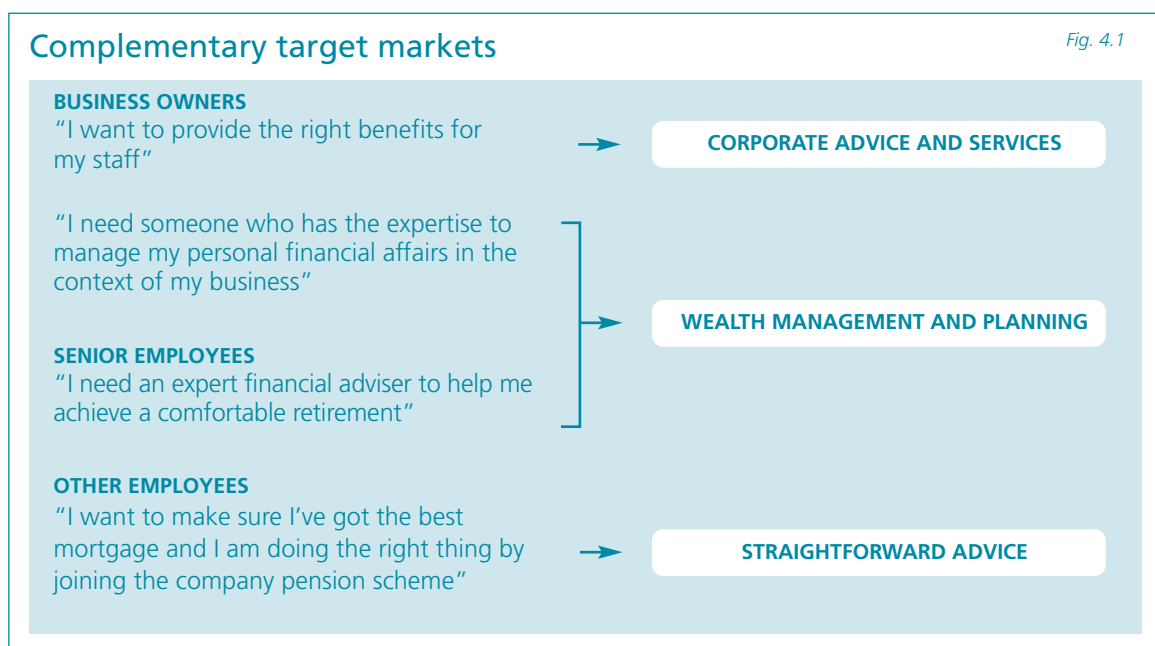 Complementary target markets
Fig. 4.1
BUSINESS OWNERS
“I want to provide the right benefits for
my staff”
CORPORATE ADVICE AND SERVICES
“I need someone who has the expertise to
manage my personal financial affairs in the
context of my business”
WEALTH MANAGEMENT AND PLANNING
SENIOR EMPLOYEES
“I need an expert financial adviser to help me
achieve a comfortable retirement”
OTHER EMPLOYEES
“I want to make sure I’ve got the best
mortgage and I am doing the right thing by
joining the company pension scheme”
STRAIGHTFORWARD ADVICE